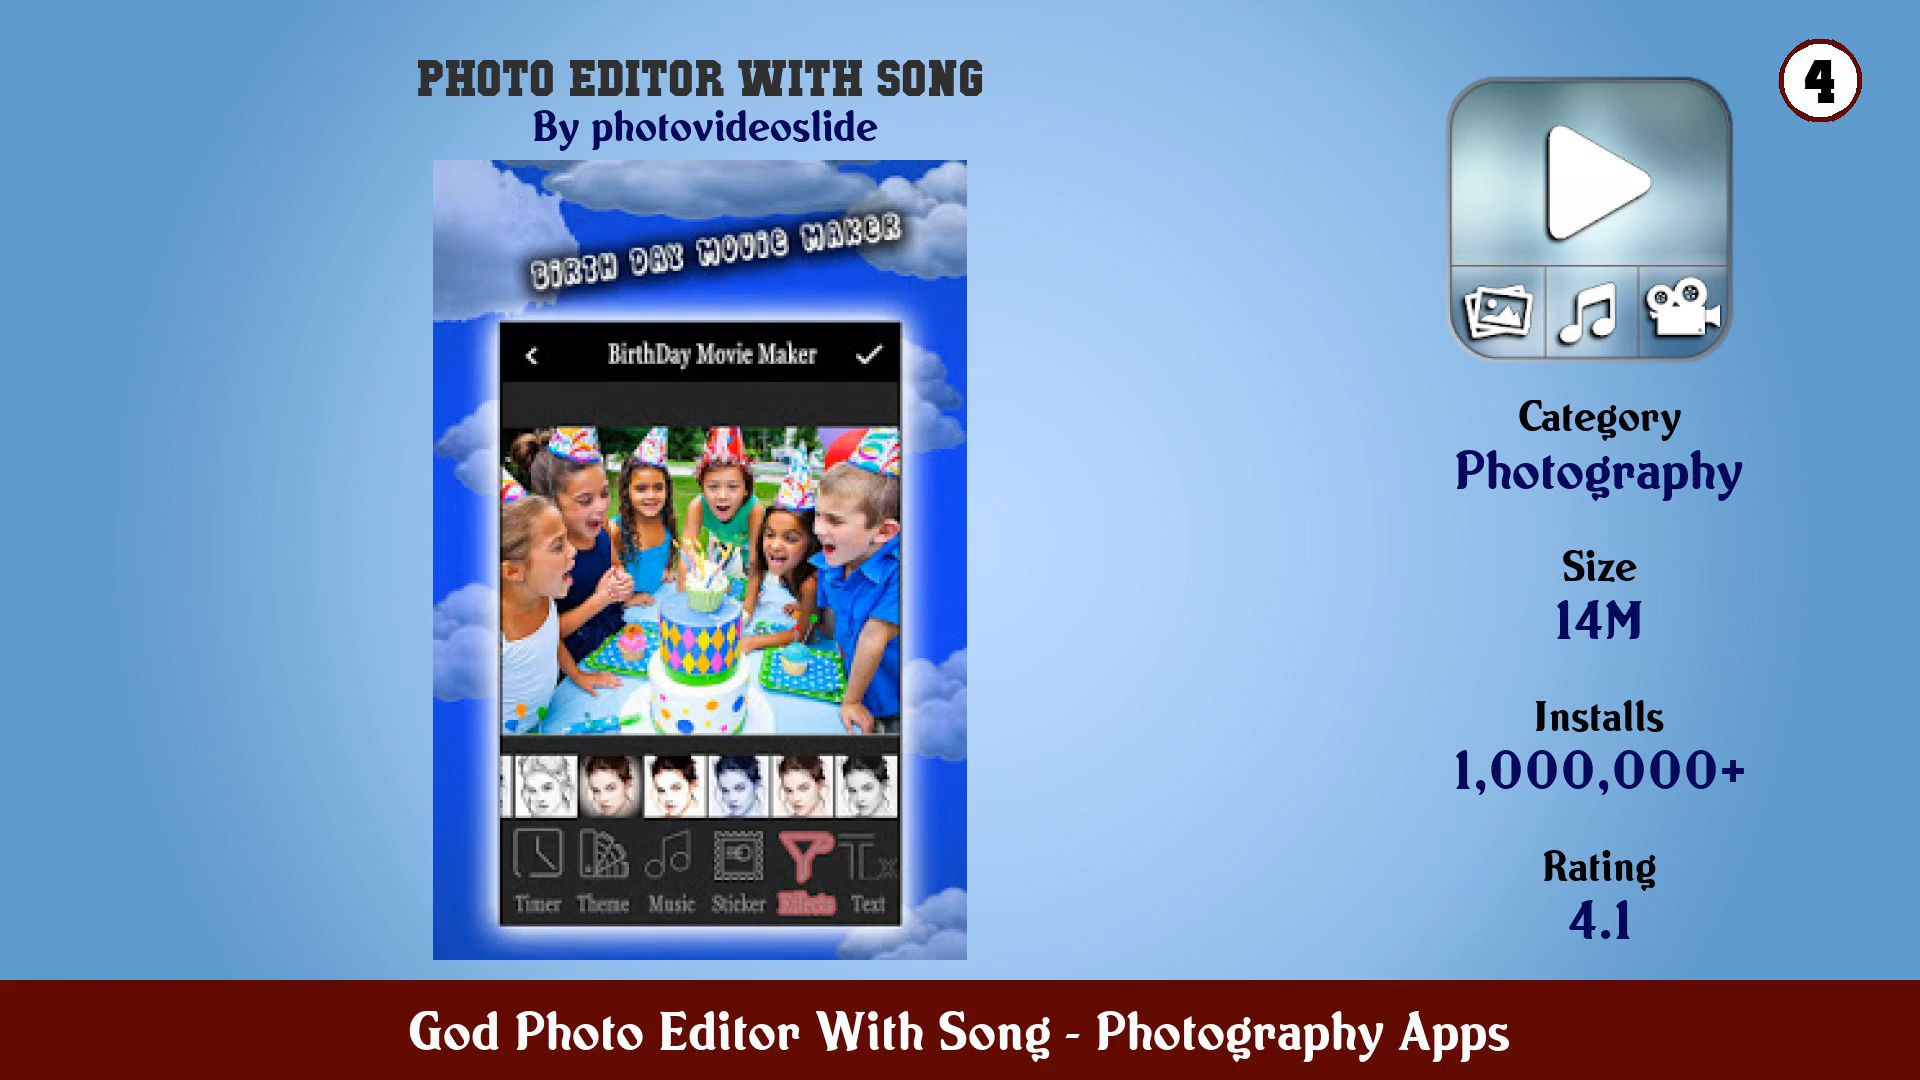 PHOTO EDITOR WITH SONG
By photovideoslide
4
BIRTH DAY MOVIE MAKER
BirthDay Movie Maker
Timer Theme Music Sticker Effects Text
Tx
Category
Photography
Size
14M
Installs
1,000,000+
Rating
4.1
God Photo Editor With Song - Photography Apps